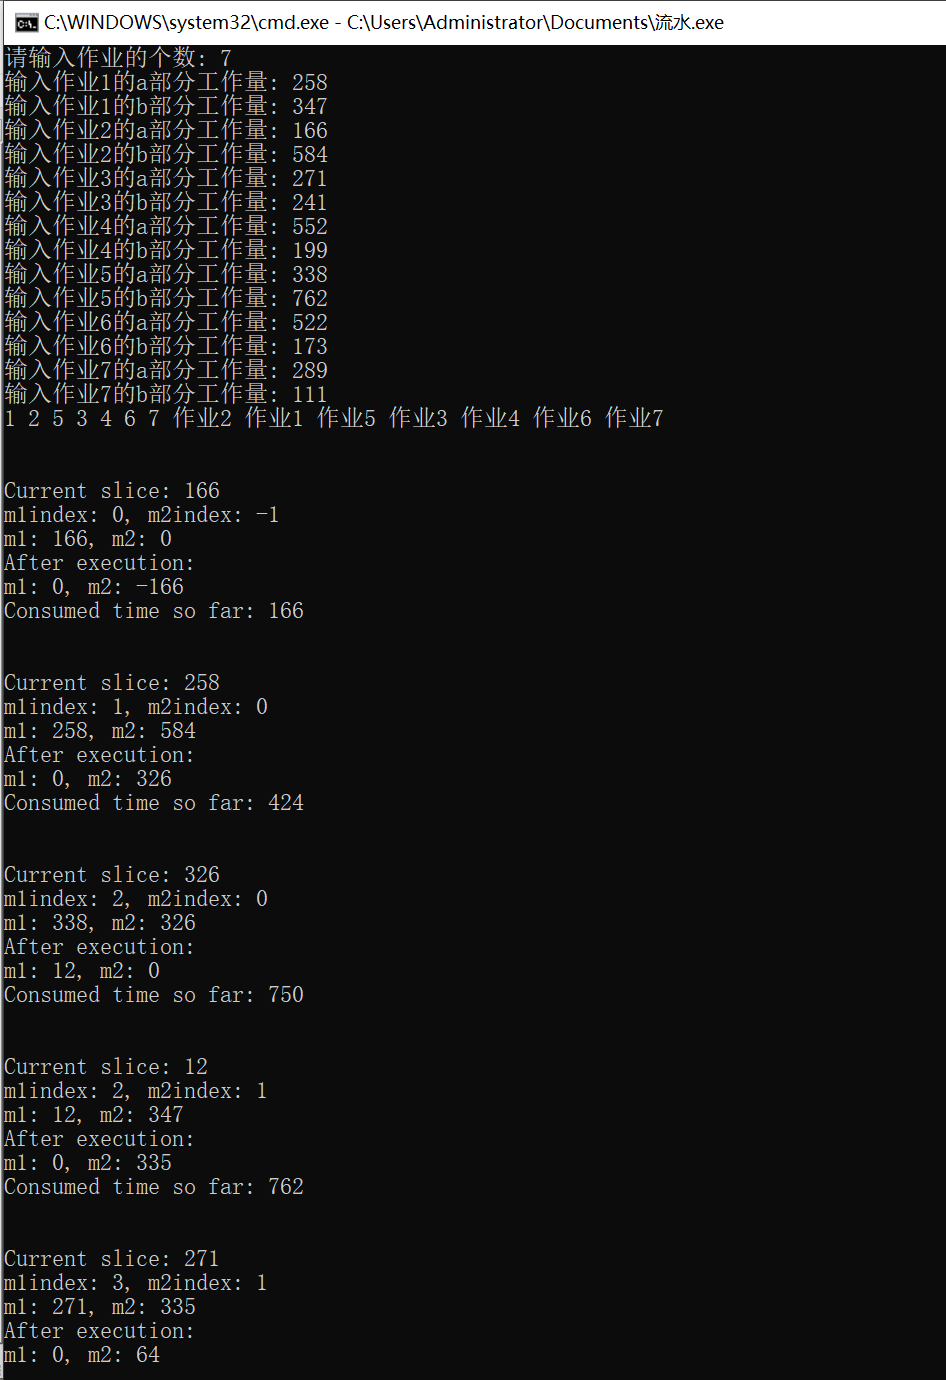 C:\WINDOWS\system32\cmd.exe - C:\Users\Administrator\Documents\流水.exe
请输入作业的个数: 7
输入作业1的a部分工作量: 258
输入作业1的b部分工作量: 347
输入作业2的a部分工作量: 166
输入作业2的b部分工作量: 584
输入作业3的a部分工作量: 271
输入作业3的b部分工作量: 241
输入作业4的a部分工作量: 552
输入作业4的b部分工作量: 199
输入作业5的a部分工作量: 338
输入作业5的b部分工作量: 762
输入作业6的a部分工作量: 522
输入作业6的b部分工作量: 173
输入作业7的a部分工作量: 289
输入作业7的b部分工作量: 111
1 2 5 3 4 6 7 作业2 作业1 作业5 作业3 作业4 作业6 作业7
Current slice: 166
m1index: 0, m2index: -1
m1: 166, m2: 0
After execution:
m1: 0, m2: -166
Consumed time so far: 166
Current slice: 258
m1index: 1, m2index: 0
m1: 258, m2: 584
After execution:
m1: 0, m2: 326
Consumed time so far: 424
Current slice: 326
m1index: 2, m2index: 0
m1: 338, m2: 326
After execution:
m1: 12, m2: 0
Consumed time so far: 750
Current slice: 12
m1index: 2, m2index: 1
m1: 12, m2: 347
After execution:
m1: 0, m2: 335
Consumed time so far: 762
Current slice: 271
m1index: 3, m2index: 1
m1: 271, m2: 335
After execution:
m1: 0, m2: 64